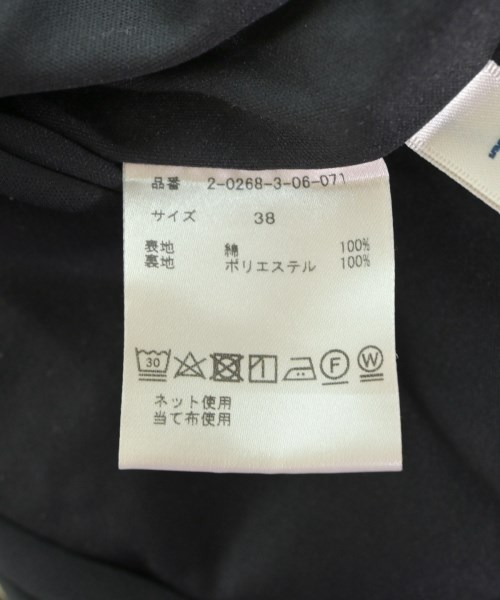 品番 2-0268-3-06-071
サイズ 38
表地 綿 100%
裏地 ポリエステル 100%
30 F W
ネット使用
当て布使用